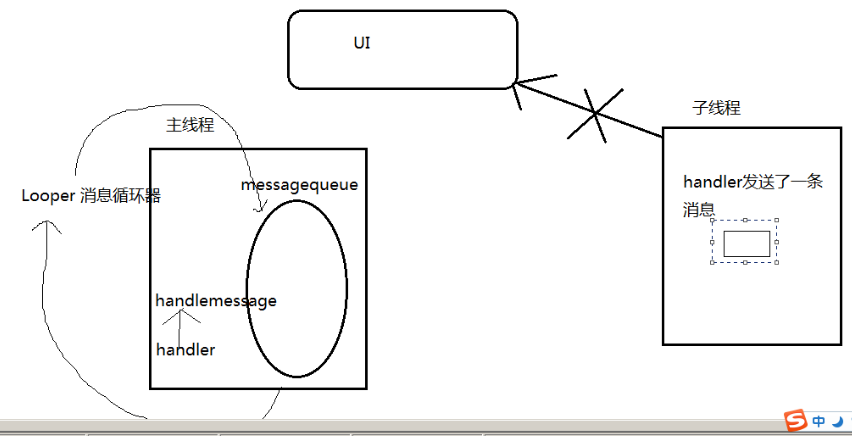 UI
子线程
主线程
handler发送了一条
消息
Looper 消息循环器
messagequeue
handlemessage
handler
S 中